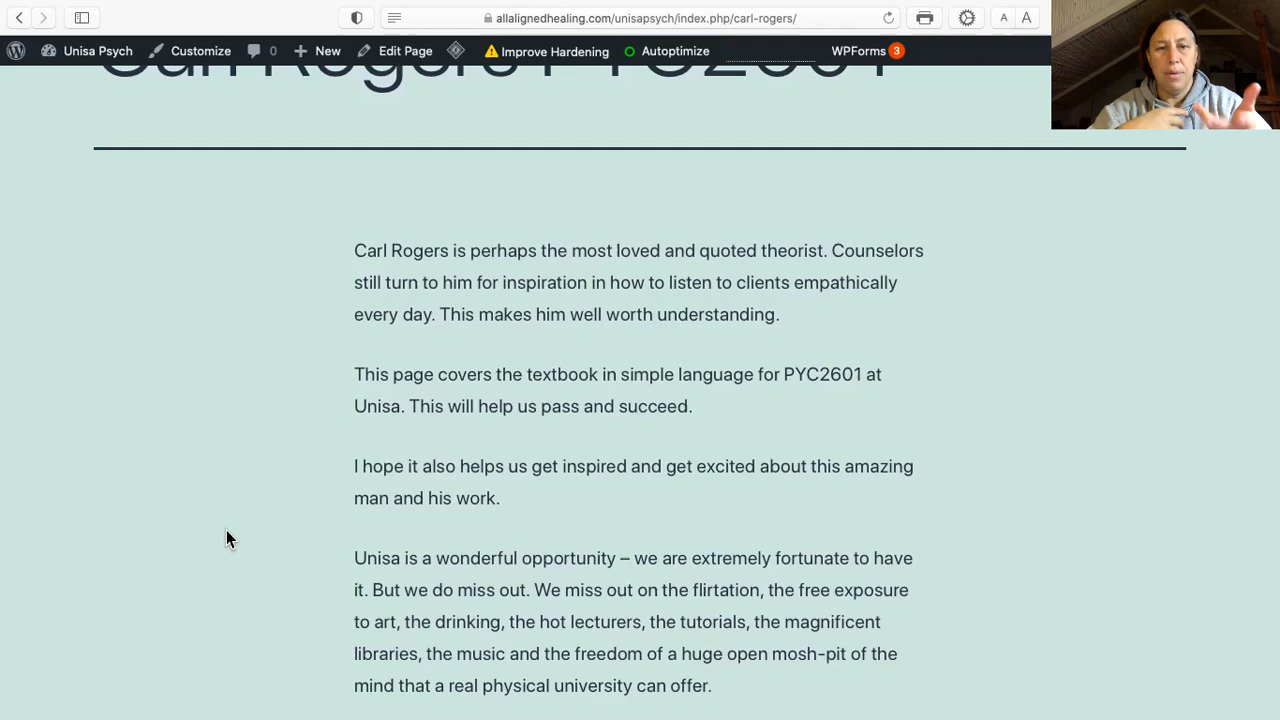 allalignedhealing.com/unisapsych/index.php/carl-rogers/
A A
Unisa Psych Customize 0 New Edit Page Improve Hardening Autoptimize WPForms 3
Carl Rogers PYC2601
Carl Rogers is perhaps the most loved and quoted theorist. Counselors
still turn to him for inspiration in how to listen to clients empathically
every day. This makes him well worth understanding.
This page covers the textbook in simple language for PYC2601 at
Unisa. This will help us pass and succeed.
I hope it also helps us get inspired and get excited about this amazing
man and his work.
Unisa is a wonderful opportunity – we are extremely fortunate to have
it. But we do miss out. We miss out on the flirtation, the free exposure
to art, the drinking, the hot lecturers, the tutorials, the magnificent
libraries, the music and the freedom of a huge open mosh-pit of the
mind that a real physical university can offer.